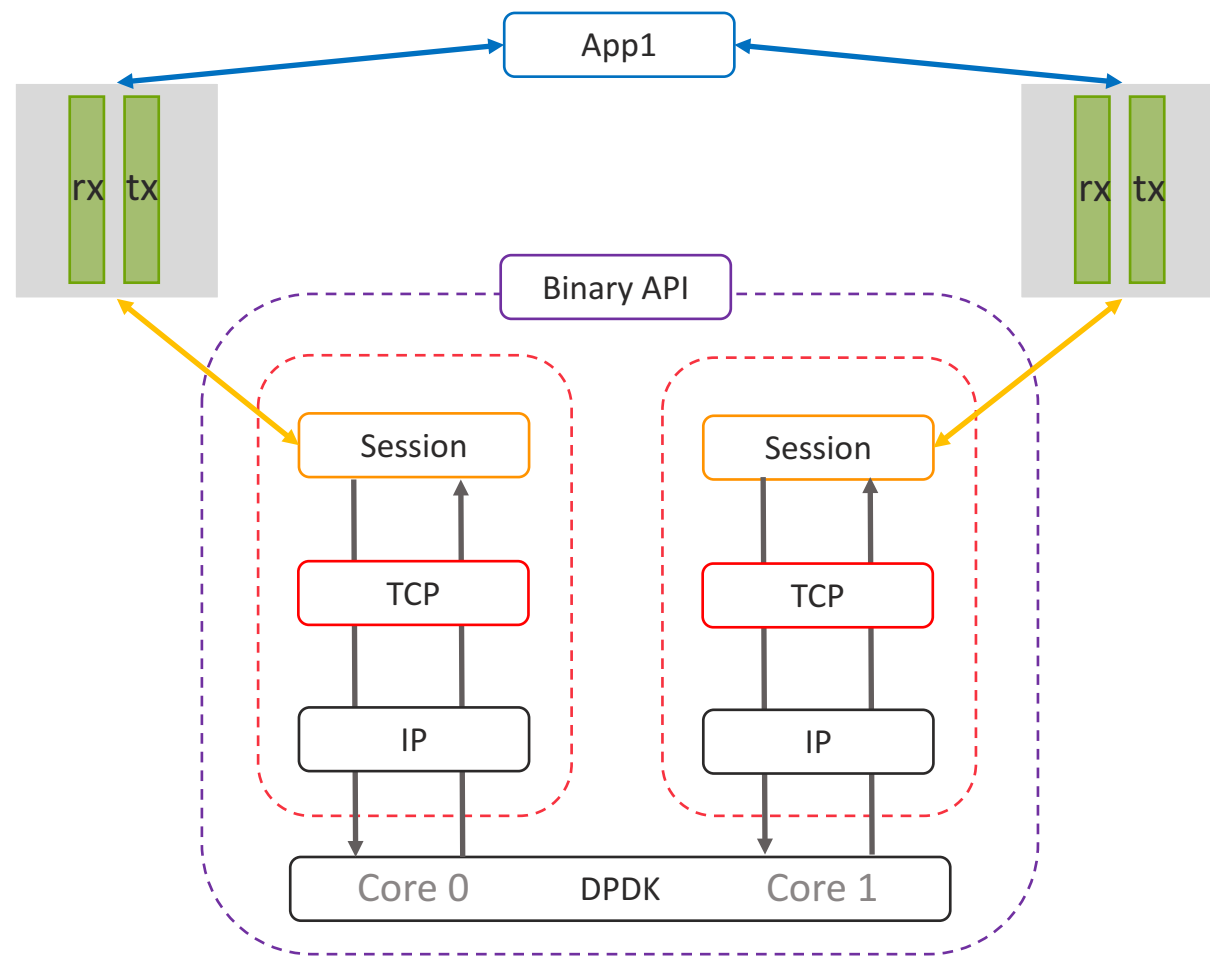 App1
rx tx
rx tx
Binary API
Session
Session
TCP
TCP
IP
IP
Core 0 DPDK Core 1